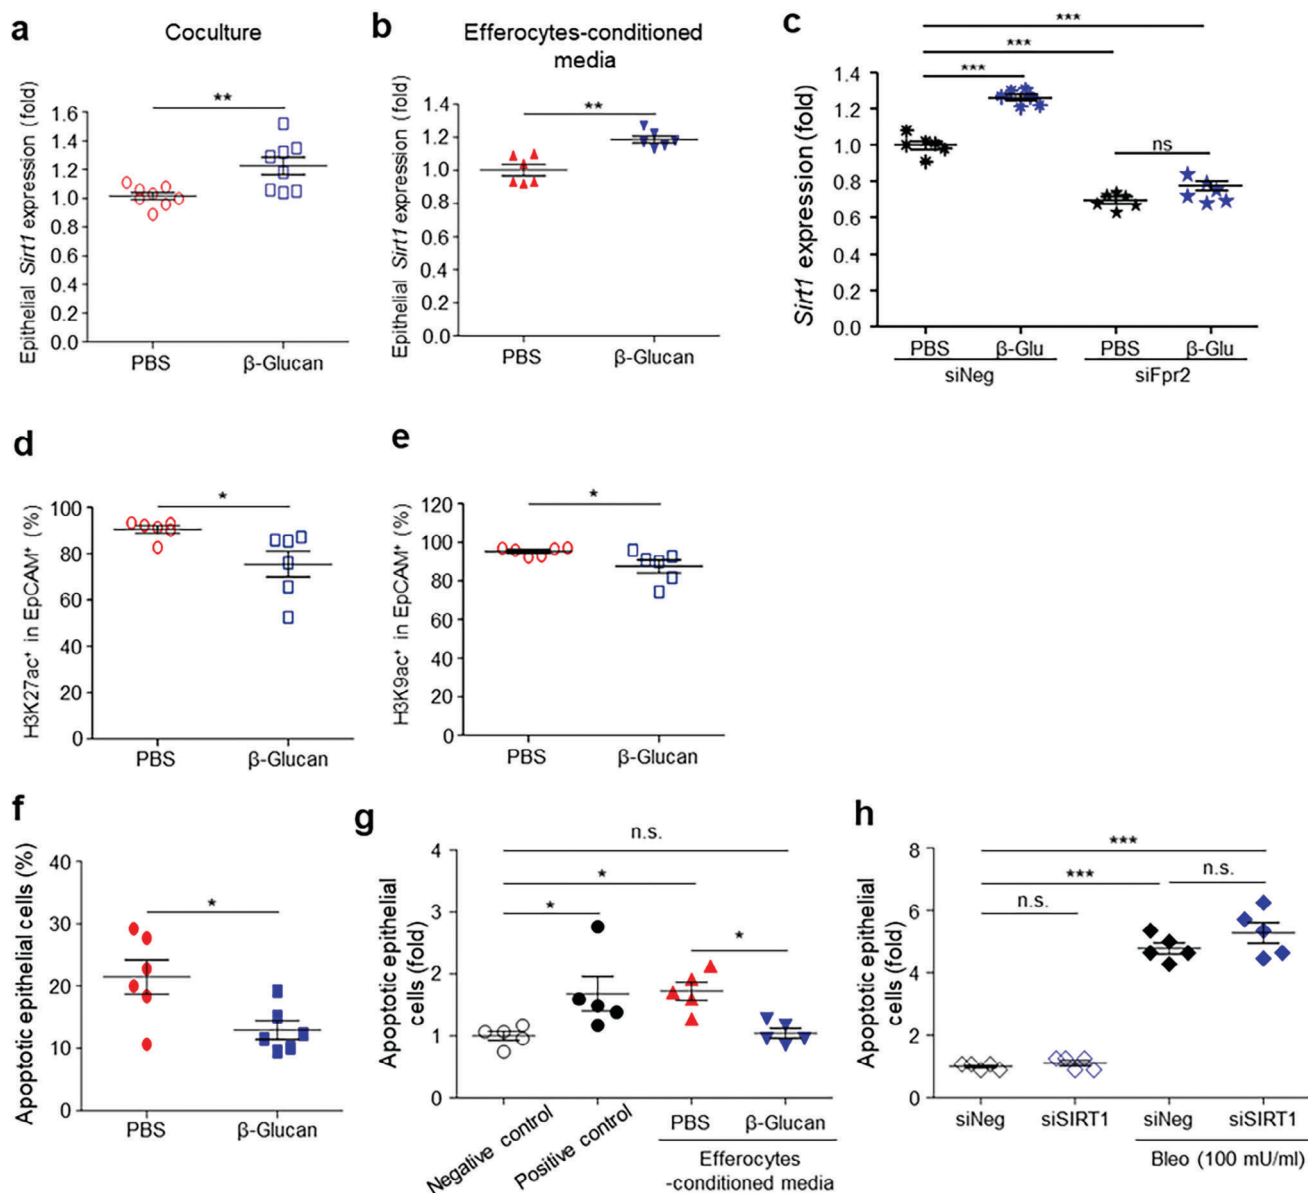 a
Coculture
Epithelial Sirt1 expression (fold)
1.6
1.4
1.2
1.0
0.8
0.6
0.4
0.2
0.0
**
PBS
β-Glucan
b
Efferocytes-conditioned
media
Epithelial Sirt1 expression (fold)
1.4
1.2
1.0
0.8
0.6
0.4
0.2
0.0
**
PBS
β-Glucan
c
Sirt1 expression (fold)
1.4
1.2
1.0
0.8
0.6
0.4
0.2
0.0
***
***
***
ns
PBS β-Glu PBS β-Glu
siNeg siFpr2
d
H3K27ac⁺ in EpCAM⁺ (%)
100
80
60
40
20
0
*
PBS
β-Glucan
e
H3K9ac⁺ in EpCAM⁺ (%)
120
100
80
60
40
20
0
*
PBS
β-Glucan
f
Apoptotic epithelial cells (%)
40
30
20
10
0
*
PBS
β-Glucan
g
Apoptotic epithelial
cells (fold)
4
3
2
1
0
n.s.
*
*
*
Negative control
Positive control
PBS β-Glucan
Efferocytes
-conditioned media
h
Apoptotic epithelial
cells (fold)
8
6
4
2
0
***
***
n.s.
n.s.
siNeg siSIRT1 siNeg siSIRT1
Bleo (100 mU/ml)